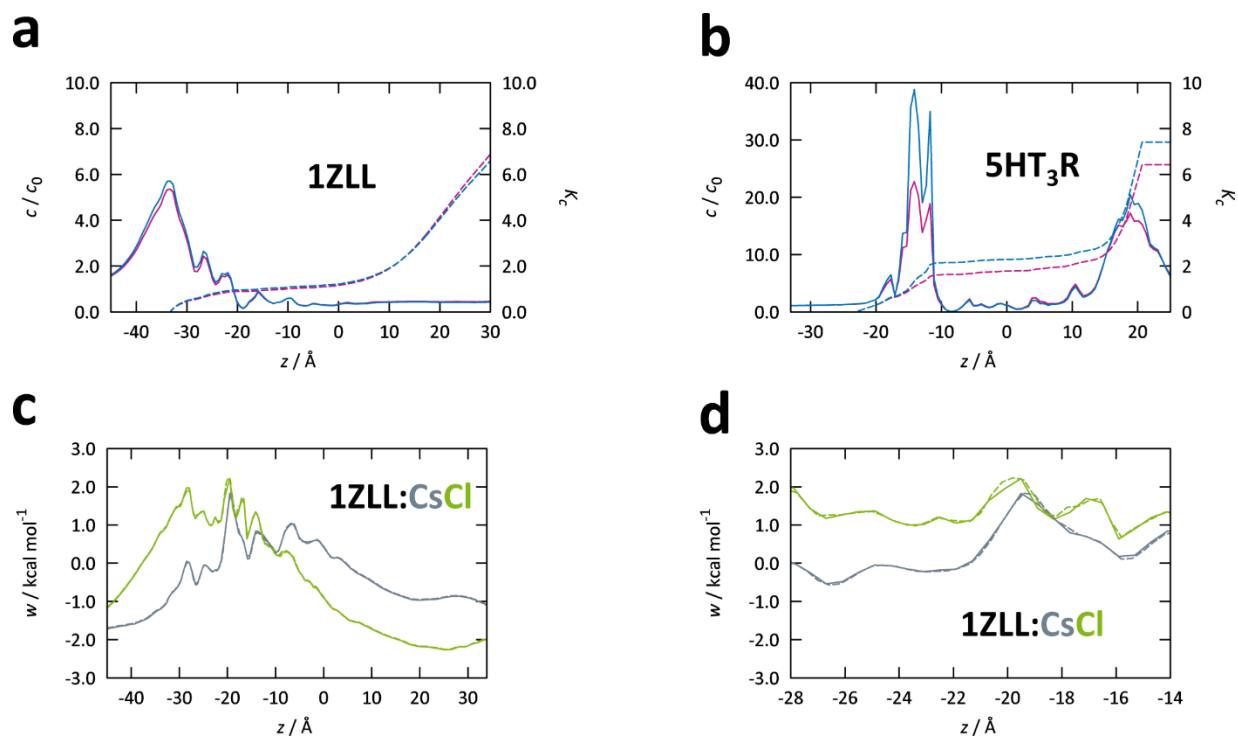 a
10.0
8.0
6.0
4.0
2.0
0.0
c / c₀
1ZLL
10.0
8.0
6.0
4.0
2.0
0.0
K꜀
-40 -30 -20 -10 0 10 20 30
z / Å
b
40.0
30.0
20.0
10.0
0.0
c / c₀
5HT₃R
10
8
6
4
2
0
K꜀
-30 -20 -10 0 10 20
z / Å
c
3.0
2.0
1.0
0.0
-1.0
-2.0
-3.0
w / kcal mol⁻¹
1ZLL:CsCl
-40 -30 -20 -10 0 10 20 30
z / Å
d
3.0
2.0
1.0
0.0
-1.0
-2.0
-3.0
w / kcal mol⁻¹
1ZLL:CsCl
-28 -26 -24 -22 -20 -18 -16 -14
z / Å